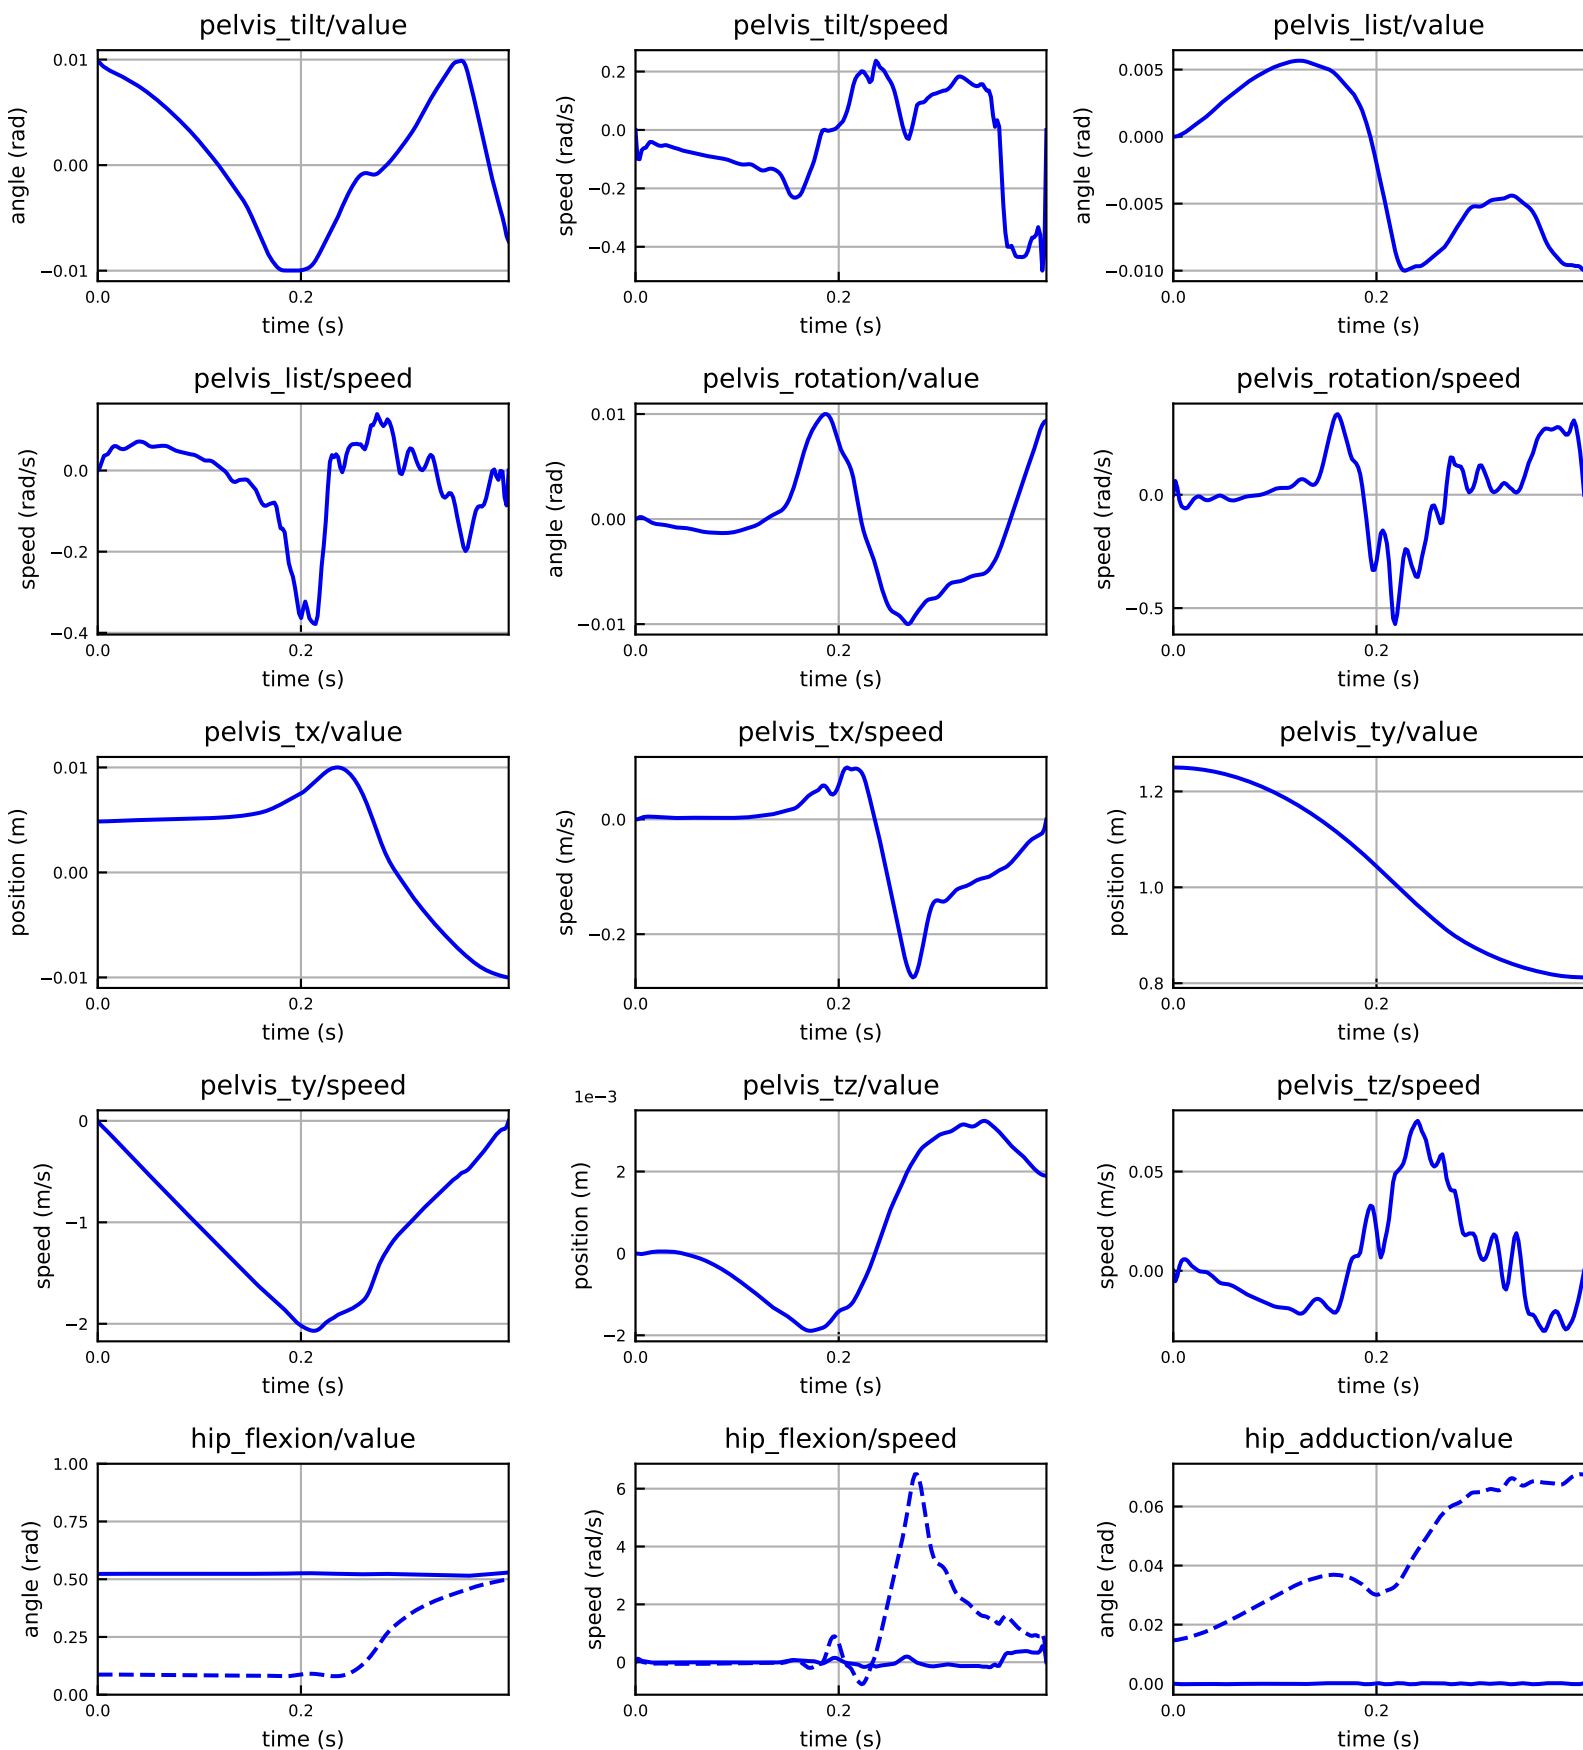 pelvis_tilt/value
pelvis_tilt/speed
pelvis_list/value
angle (rad)
0.01
0.00
−0.01
0.0
0.2
time (s)
speed (rad/s)
0.2
0.0
−0.2
−0.4
0.0
0.2
time (s)
angle (rad)
0.005
0.000
−0.005
−0.010
0.0
0.2
time (s)
pelvis_list/speed
pelvis_rotation/value
pelvis_rotation/speed
speed (rad/s)
0.0
−0.2
−0.4
0.0
0.2
time (s)
angle (rad)
0.01
0.00
−0.01
0.0
0.2
time (s)
speed (rad/s)
0.0
−0.5
0.0
0.2
time (s)
pelvis_tx/value
pelvis_tx/speed
pelvis_ty/value
position (m)
0.01
0.00
−0.01
0.0
0.2
time (s)
speed (m/s)
0.0
−0.2
0.0
0.2
time (s)
position (m)
1.2
1.0
0.8
0.0
0.2
time (s)
pelvis_ty/speed
pelvis_tz/value
pelvis_tz/speed
speed (m/s)
0
−1
−2
0.0
0.2
time (s)
1e−3
position (m)
2
0
−2
0.0
0.2
time (s)
speed (m/s)
0.05
0.00
0.0
0.2
time (s)
hip_flexion/value
hip_flexion/speed
hip_adduction/value
angle (rad)
1.00
0.75
0.50
0.25
0.00
0.0
0.2
time (s)
speed (rad/s)
6
4
2
0
0.0
0.2
time (s)
angle (rad)
0.06
0.04
0.02
0.00
0.0
0.2
time (s)